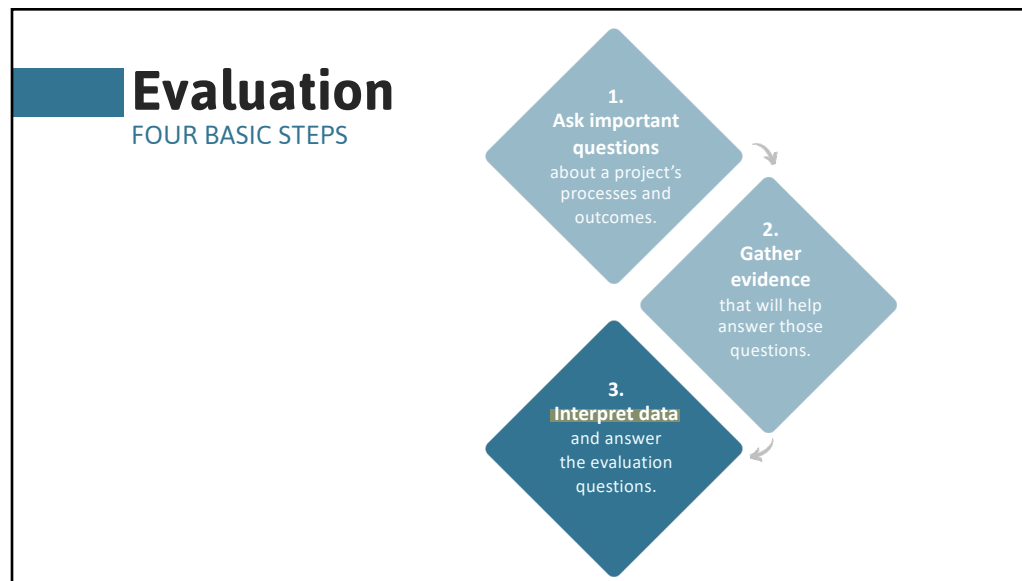 Evaluation
FOUR BASIC STEPS
1.
Ask important
questions
about a project's
processes and
outcomes.
2.
Gather
evidence
that will help
answer those
questions.
3.
Interpret data
and answer
the evaluation
questions.